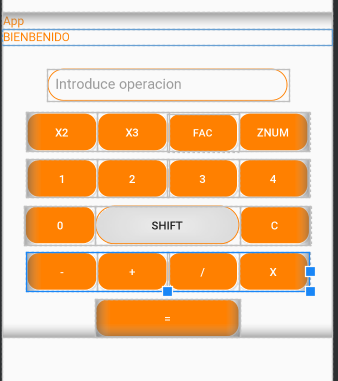 App
BIENBENIDO
Introduce operacion
X2 X3 FAC ZNUM
1 2 3 4
0 SHIFT C
- + / X
=